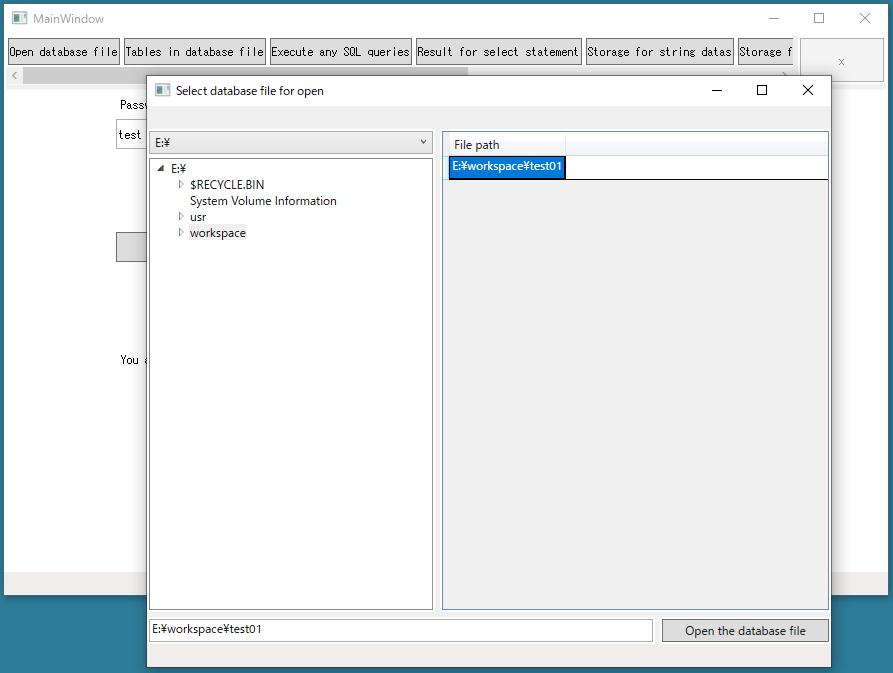 MainWindow
Open database file Tables in database file Execute any SQL queries Result for select statement Storage for string datas Storage f x
Select database file for open
test
E:¥
File path
E:¥
E:¥workspace¥test01
$RECYCLE.BIN
System Volume Information
usr
workspace
You
E:¥workspace¥test01
Open the database file